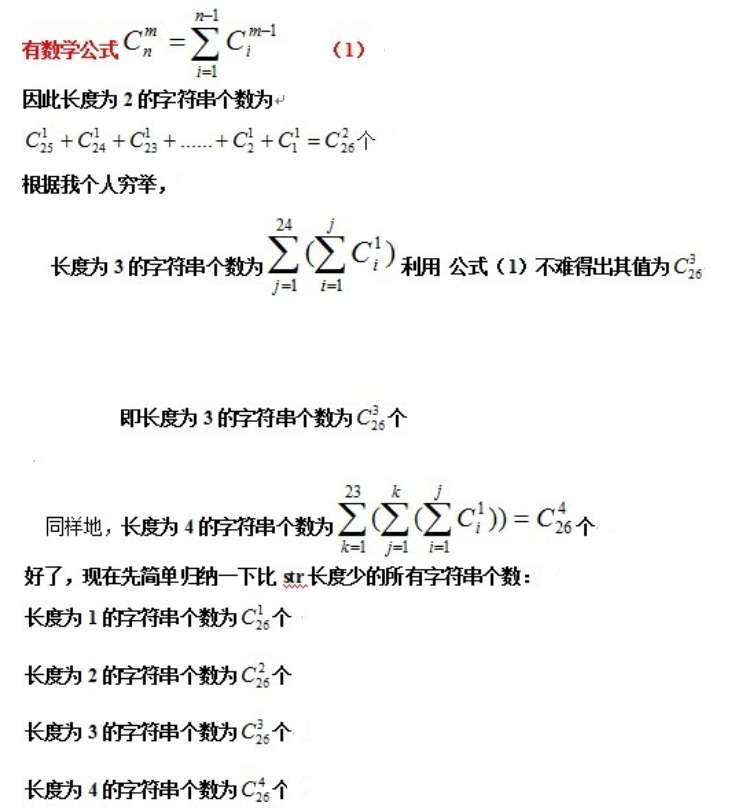 有数学公式 $C_n^m = \sum_{i=1}^{n-1} C_i^{m-1}$ （1）
因此长度为 2 的字符串个数为↵
$C_{25}^1 + C_{24}^1 + C_{23}^1 + ...... + C_2^1 + C_1^1 = C_{26}^2$ 个
根据我个人穷举，
长度为 3 的字符串个数为 $\sum_{j=1}^{24} (\sum_{i=1}^{j} C_i^1)$ 利用 公式（1）不难得出其值为 $C_{26}^3$
即长度为 3 的字符串个数为 $C_{26}^3$ 个
同样地，长度为 4 的字符串个数为 $\sum_{k=1}^{23} (\sum_{j=1}^{k} (\sum_{i=1}^{j} C_i^1)) = C_{26}^4$ 个
好了，现在先简单归纳一下比 str 长度少的所有字符串个数：
长度为 1 的字符串个数为 $C_{26}^1$ 个
长度为 2 的字符串个数为 $C_{26}^2$ 个
长度为 3 的字符串个数为 $C_{26}^3$ 个
长度为 4 的字符串个数为 $C_{26}^4$ 个